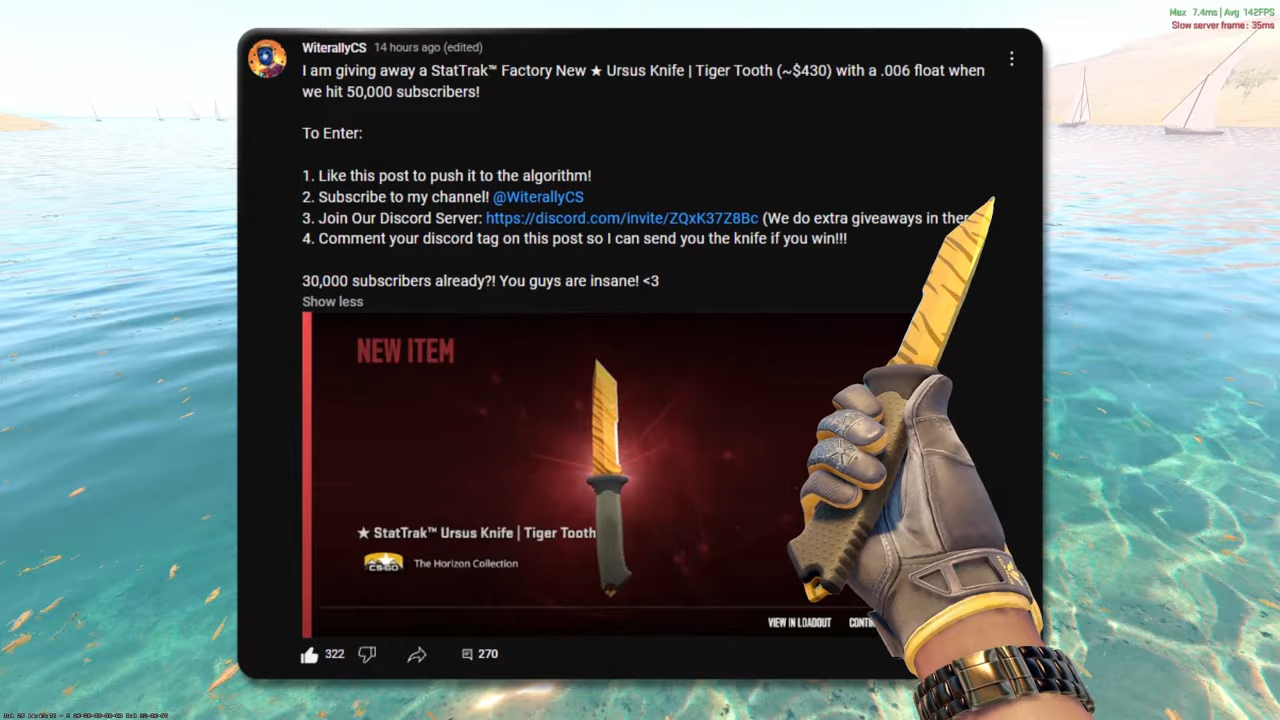 Max 7.4ms | Avg 142FPS
Slow server frame: 35ms
WiterallyCS 14 hours ago (edited)
I am giving away a StatTrak™ Factory New ★ Ursus Knife | Tiger Tooth (~$430) with a .006 float when
we hit 50,000 subscribers!
To Enter:
1. Like this post to push it to the algorithm!
2. Subscribe to my channel! @WiterallyCS
3. Join Our Discord Server: https://discord.com/invite/ZQxK37Z8Bc (We do extra giveaways in
4. Comment your discord tag on this post so I can send you the knife if you win!!!
30,000 subscribers already?! You guys are insane! <3
Show less
NEW ITEM
★ StatTrak™ Ursus Knife | Tiger Tooth
CS:GO The Horizon Collection
VIEW IN LOADOUT
322 270